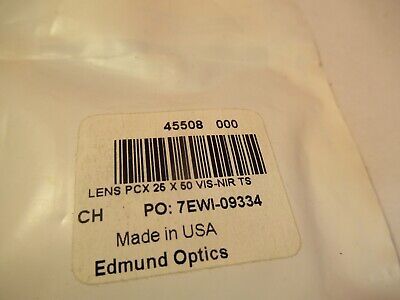 45508 000
LENS PCX 25 X 50 VIS-NIR TS
CH PO: 7EWI-09334
Made in USA
Edmund Optics